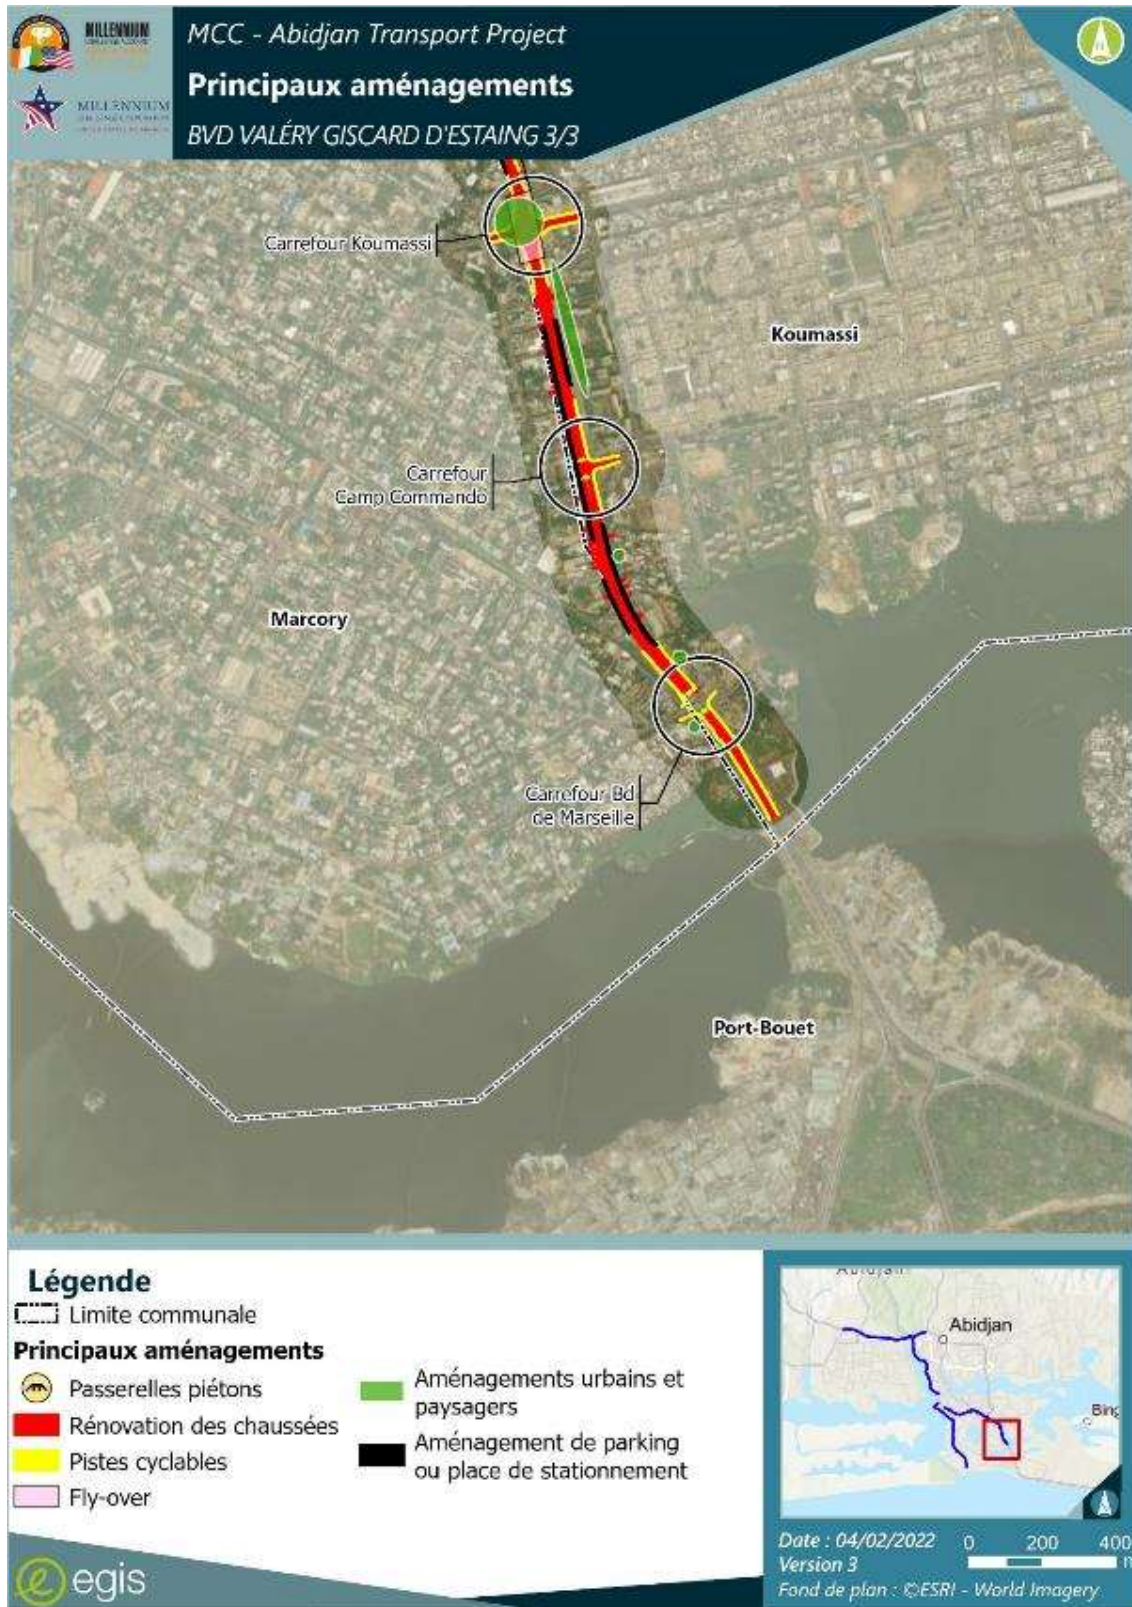 MILLENNIUM
MCC - Abidjan Transport Project
Principaux aménagements
MILLENNIUM
BVD VALÉRY GISCARD D'ESTAING 3/3
N
Carrefour Koumassi
Koumassi
Carrefour
Camp Commando
Marcory
Carrefour Bd
de Marseille
Port-Bouet
Légende
Limite communale
Principaux aménagements
Passerelles piétons
Rénovation des chaussées
Pistes cyclables
Fly-over
Aménagements urbains et
paysagers
Aménagement de parking
ou place de stationnement
Abidjan
Abidjan
Bing
Date : 04/02/2022
Version 3
0 200 400
Fond de plan : ©ESRI - World Imagery
egis